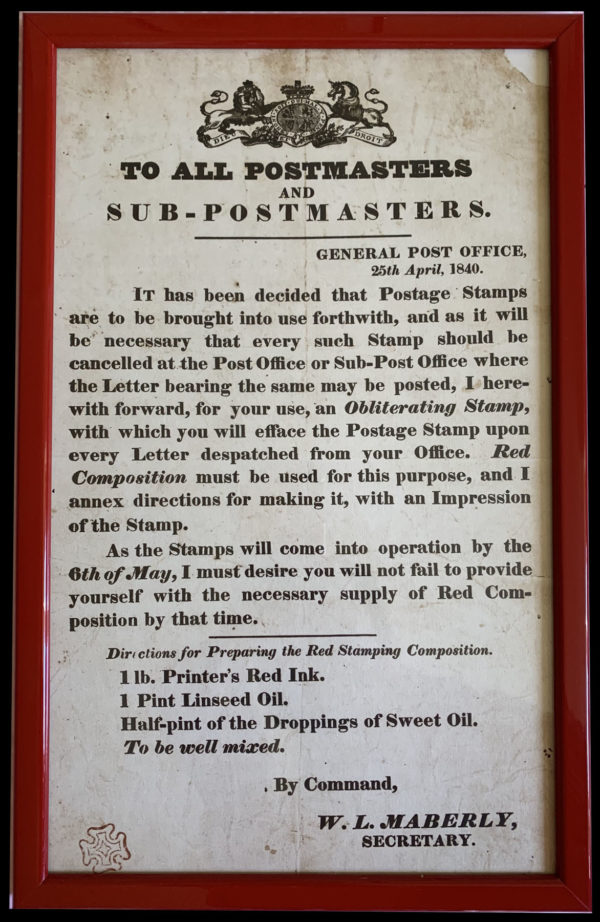 DIEU ET DROIT
TO ALL POSTMASTERS
AND
SUB-POSTMASTERS.
GENERAL POST OFFICE,
25th April, 1840.
IT has been decided that Postage Stamps
are to be brought into use forthwith, and as it will
be necessary that every such Stamp should be
cancelled at the Post Office or Sub-Post Office where
the Letter bearing the same may be posted, I here-
with forward, for your use, an Obliterating Stamp,
with which you will efface the Postage Stamp upon
every Letter despatched from your Office. Red
Composition must be used for this purpose, and I
annex directions for making it, with an Impression
of the Stamp.
As the Stamps will come into operation by the
6th of May, I must desire you will not fail to provide
yourself with the necessary supply of Red Com-
position by that time.
Directions for Preparing the Red Stamping Composition.
1 lb. Printer's Red Ink.
1 Pint Linseed Oil.
Half-pint of the Droppings of Sweet Oil.
To be well mixed.
By Command,
W. L. MABERLY,
SECRETARY.